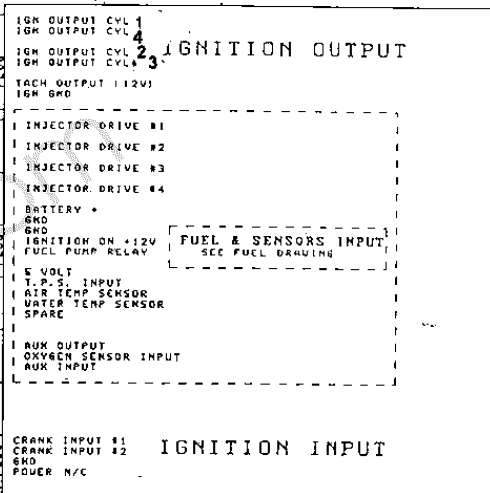 IGN OUTPUT CYL 1
IGN OUTPUT CYL 4
IGN OUTPUT CYL 2
IGN OUTPUT CYL 3
IGNITION OUTPUT
TACH OUTPUT (12V)
IGN GND
INJECTOR DRIVE #1
INJECTOR DRIVE #2
INJECTOR DRIVE #3
INJECTOR DRIVE #4
BATTERY +
GND
GND
IGNITION ON +12V
FUEL PUMP RELAY
FUEL & SENSORS INPUT
SEE FUEL DRAWING
5 VOLT
T.P.S. INPUT
AIR TEMP SENSOR
WATER TEMP SENSOR
SPARE
AUX OUTPUT
OXYGEN SENSOR INPUT
AUX INPUT
CRANK INPUT #1
CRANK INPUT #2
GND
POWER N/C
IGNITION INPUT